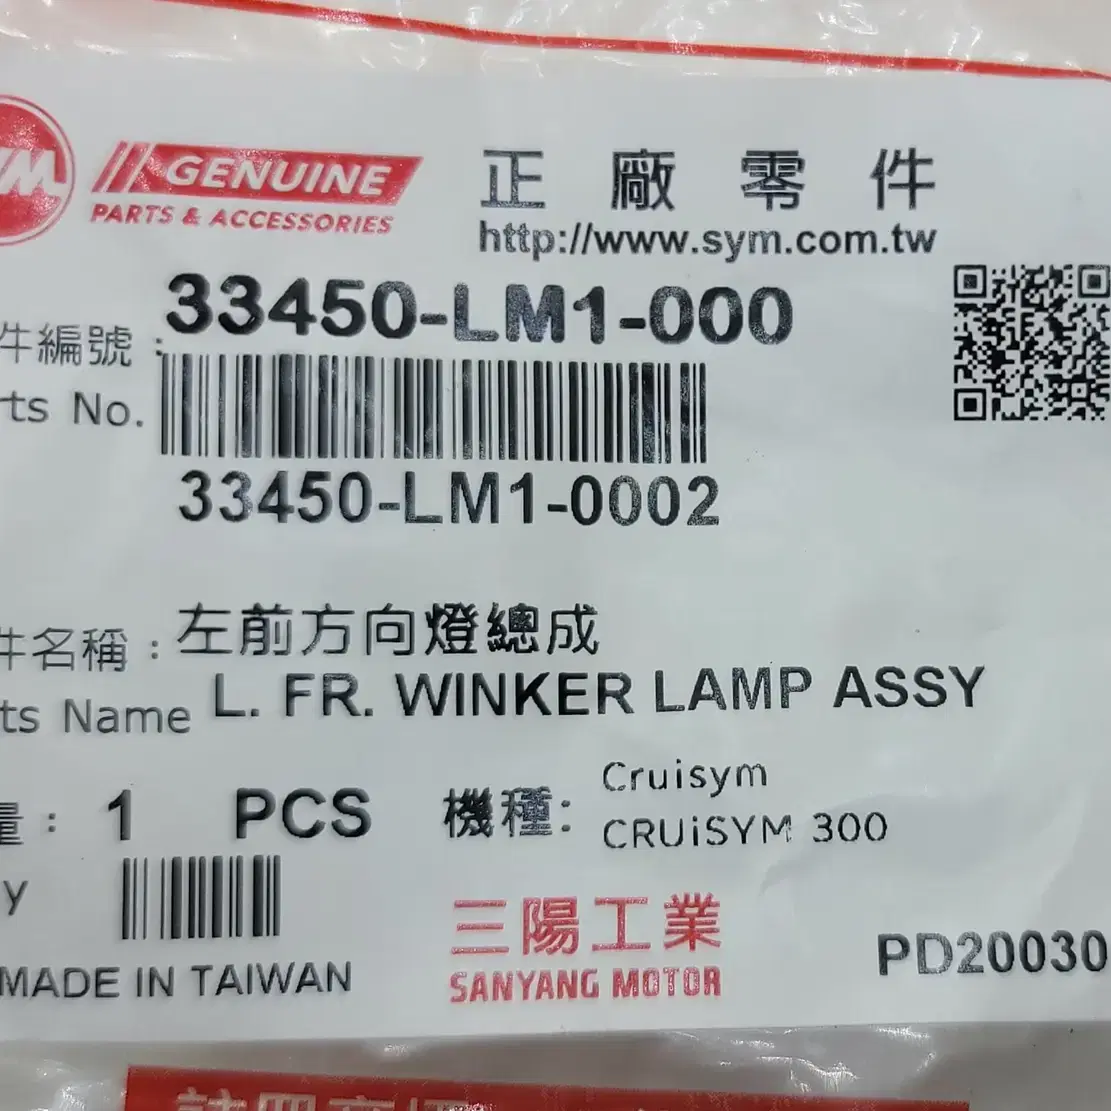 GENUINE
PARTS & ACCESSORIES
正廠零件
http://www.sym.com.tw
33450-LM1-000
件編號：
rts No.
33450-LM1-0002
件名稱：左前方向燈總成
ts Name L. FR. WINKER LAMP ASSY
量：1 PCS 機種:
Cruisym
CRUiSYM 300
y
三陽工業
SANYANG MOTOR
MADE IN TAIWAN
PD20030